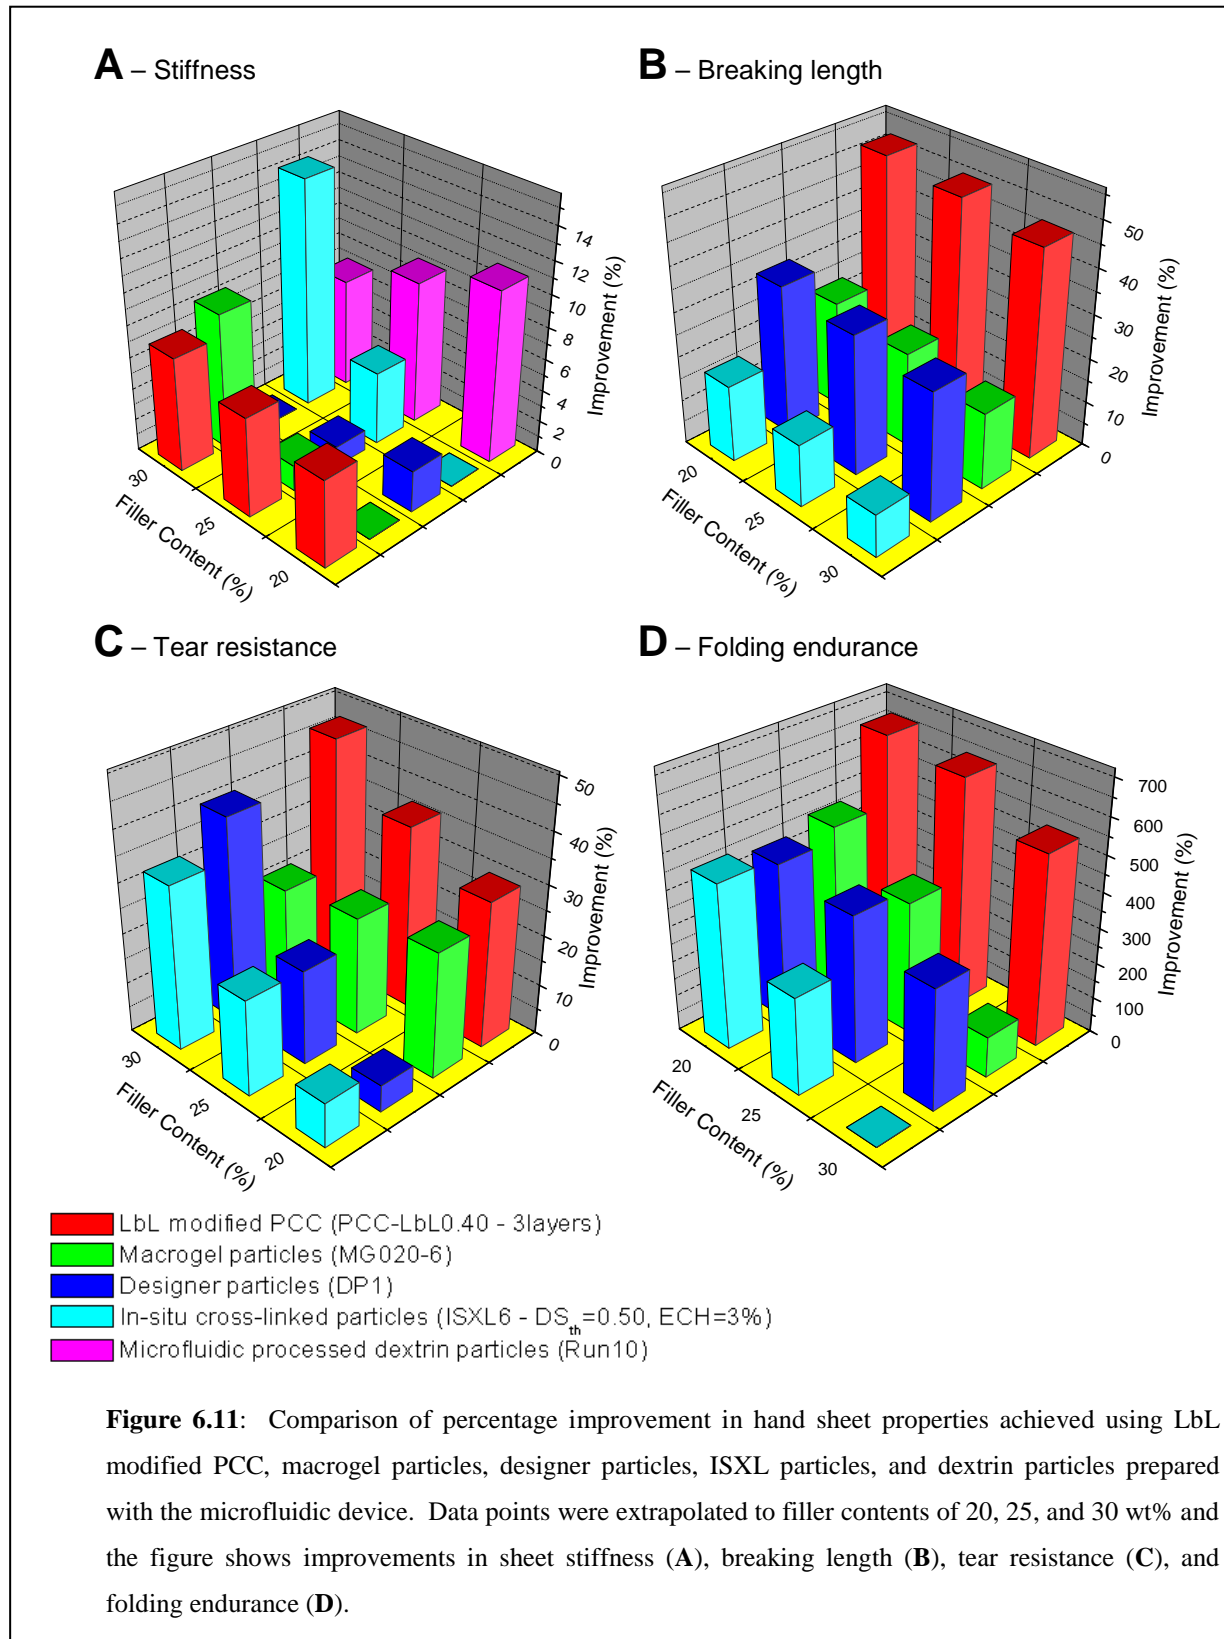 A – Stiffness
14
12
10
8
6
4
2
0
Improvement (%)
30
25
20
Filler Content (%)
B – Breaking length
50
40
30
20
10
0
Improvement (%)
20
25
30
Filler Content (%)
C – Tear resistance
50
40
30
20
10
0
Improvement (%)
30
25
20
Filler Content (%)
D – Folding endurance
700
600
500
400
300
200
100
0
Improvement (%)
20
25
30
Filler Content (%)
LbL modified PCC (PCC-LbL0.40 - 3layers)
Macrogel particles (MG020-6)
Designer particles (DP1)
In-situ cross-linked particles (ISXL6 - DSth=0.50, ECH=3%)
Microfluidic processed dextrin particles (Run10)
Figure 6.11: Comparison of percentage improvement in hand sheet properties achieved using LbL
modified PCC, macrogel particles, designer particles, ISXL particles, and dextrin particles prepared
with the microfluidic device. Data points were extrapolated to filler contents of 20, 25, and 30 wt% and
the figure shows improvements in sheet stiffness (A), breaking length (B), tear resistance (C), and
folding endurance (D).